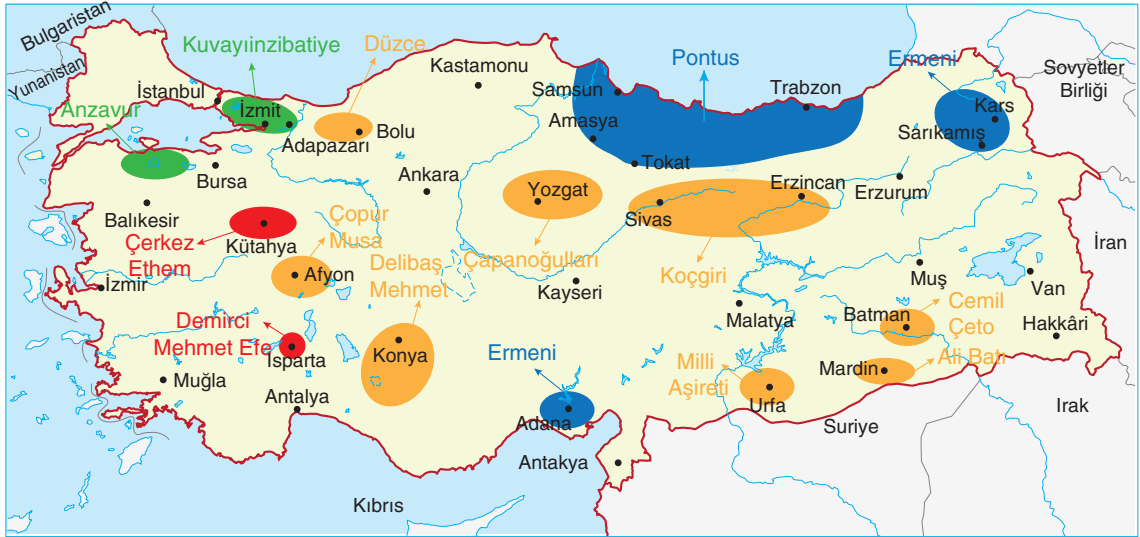 Bulgaristan
Yunanistan
Kuvayıinzibatiye
Düzce
Kastamonu
Pontus
Ermeni
Sovyetler
Birliği
İstanbul
Anzavur
İzmit
Adapazarı
Bolu
Samsun
Amasya
Trabzon
Kars
Sarıkamış
Tokat
Bursa
Ankara
Yozgat
Sivas
Erzincan
Erzurum
Balıkesir
Çerkez
Ethem
Kütahya
Çopur
Musa
Delibaş
Mehmet
Çapanoğulları
Koçgiri
İran
İzmir
Afyon
Kayseri
Muş
Van
Demirci
Mehmet Efe
Isparta
Konya
Ermeni
Malatya
Batman
Cemil
Çeto
Hakkâri
Muğla
Antalya
Adana
Milli
Aşireti
Urfa
Mardin
Ali Batı
Suriye
Irak
Antakya
Kıbrıs